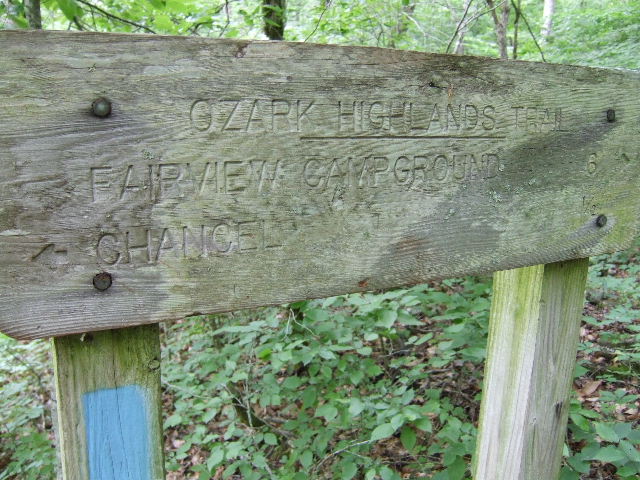 OZARK HIGHLANDS TRAIL
FAIRVIEW CAMPGROUND 6
← CHANCEL